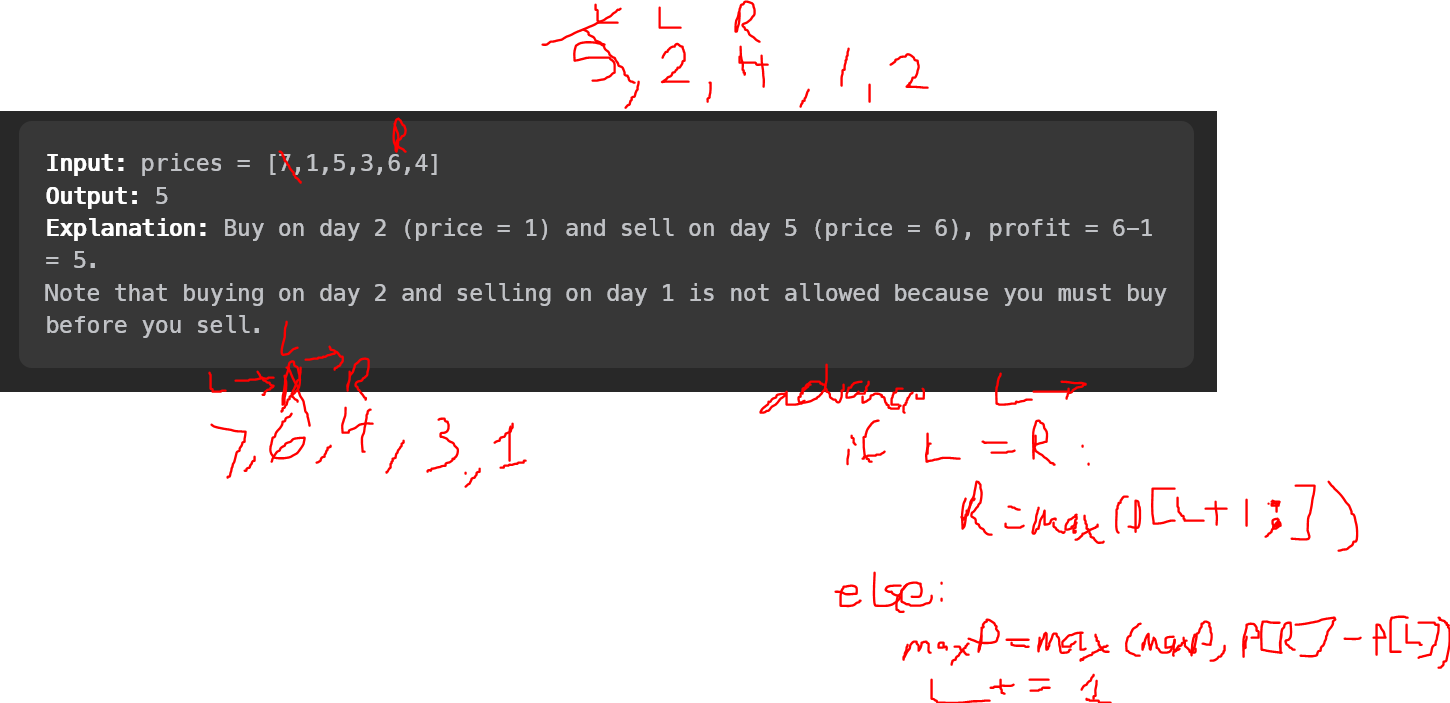 L L R
5, 2, 4, 1, 2
R
Input: prices = [7,1,5,3,6,4]
Output: 5
Explanation: Buy on day 2 (price = 1) and sell on day 5 (price = 6), profit = 6-1
= 5.
Note that buying on day 2 and selling on day 1 is not allowed because you must buy
before you sell.
L
L → R → R
7, 6, 4, 3, 1
advance L →
if L = R:
R = max(P[L+1:])
else:
maxP = max(maxP, P[R] - P[L])
L += 1